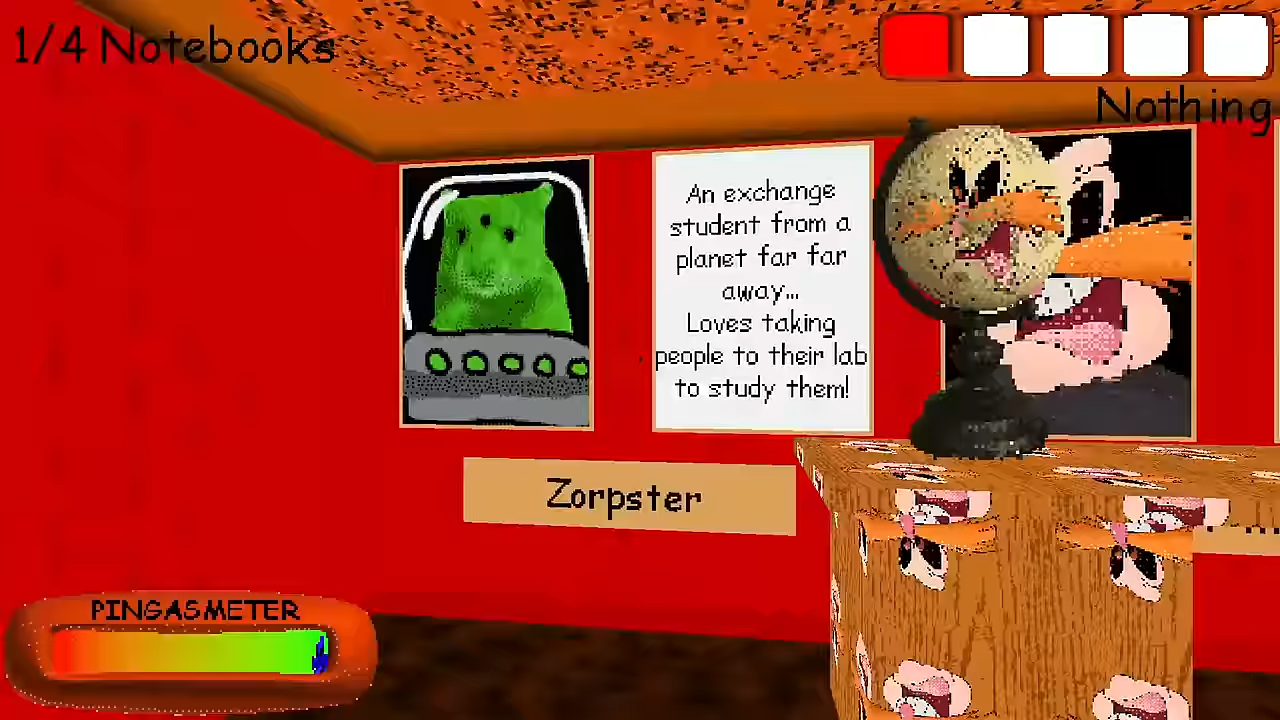 1/4 Notebooks
Nothing
An exchange
student from a
planet far far
away...
Loves taking
people to their lab
to study them!
Zorpster
PINGASMETER